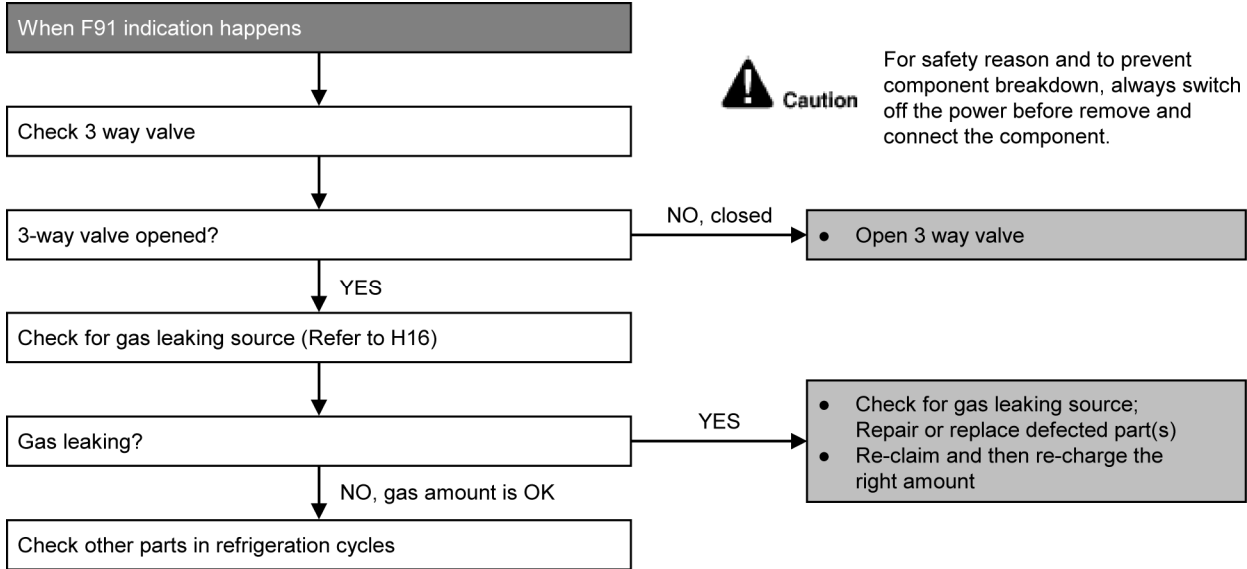 When F91 indication happens
Caution
For safety reason and to prevent
component breakdown, always switch
off the power before remove and
connect the component.
Check 3 way valve
3-way valve opened?
NO, closed
● Open 3 way valve
YES
Check for gas leaking source (Refer to H16)
Gas leaking?
YES
● Check for gas leaking source;
Repair or replace defected part(s)
● Re-claim and then re-charge the
right amount
NO, gas amount is OK
Check other parts in refrigeration cycles